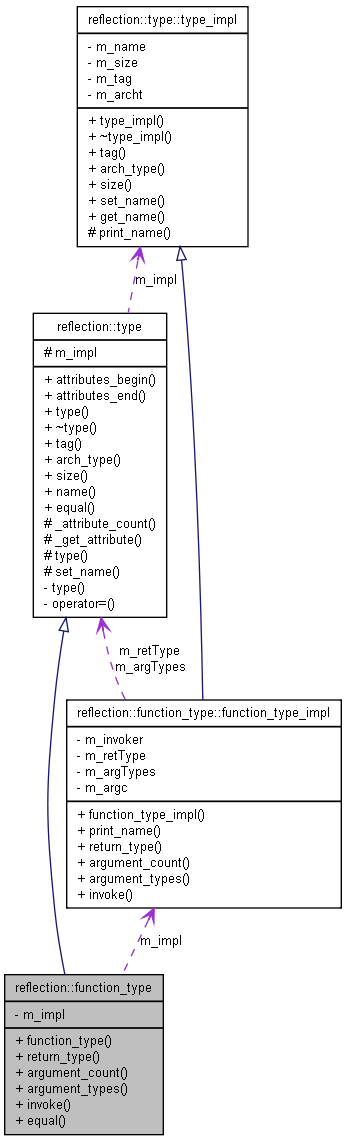 reflection::type::type_impl
- m_name
- m_size
- m_tag
- m_archt
+ type_impl()
+ ~type_impl()
+ tag()
+ arch_type()
+ size()
+ set_name()
+ get_name()
# print_name()
m_impl
reflection::type
# m_impl
+ attributes_begin()
+ attributes_end()
+ type()
+ ~type()
+ tag()
+ arch_type()
+ size()
+ name()
+ equal()
# _attribute_count()
# _get_attribute()
# type()
# set_name()
- type()
- operator=()
m_retType
m_argTypes
reflection::function_type::function_type_impl
- m_invoker
- m_retType
- m_argTypes
- m_argc
+ function_type_impl()
+ print_name()
+ return_type()
+ argument_count()
+ argument_types()
+ invoke()
m_impl
reflection::function_type
- m_impl
+ function_type()
+ return_type()
+ argument_count()
+ argument_types()
+ invoke()
+ equal()